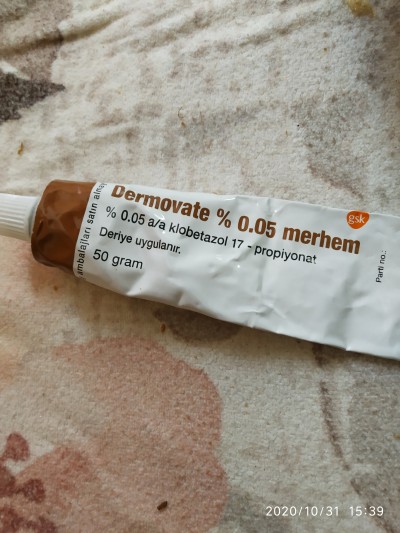 Dermovate % 0.05 merhem
% 0.05 a/a klobetazol 17 - propiyonat
Deriye uygulanır.
50 gram
gsk
Parti no.:
satın
2020/10/31 15:39